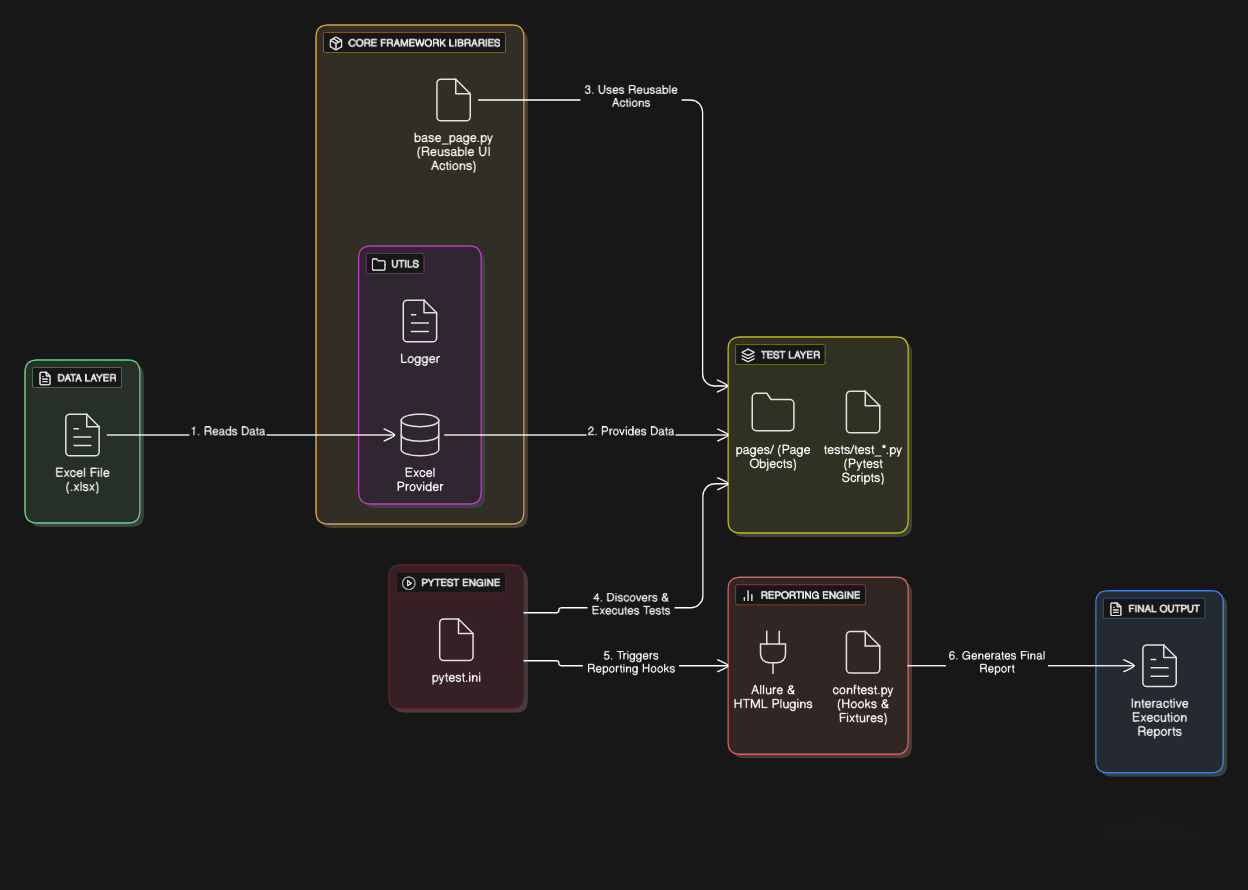 CORE FRAMEWORK LIBRARIES
base_page.py
(Reusable UI
Actions)
3. Uses Reusable
Actions
UTILS
Logger
Excel
Provider
DATA LAYER
Excel File
(.xlsx)
1. Reads Data
2. Provides Data
TEST LAYER
pages/ (Page
Objects)
tests/test_*.py
(Pytest
Scripts)
PYTEST ENGINE
pytest.ini
4. Discovers &
Executes Tests
5. Triggers
Reporting Hooks
REPORTING ENGINE
Allure &
HTML Plugins
conftest.py
(Hooks &
Fixtures)
6. Generates Final
Report
FINAL OUTPUT
Interactive
Execution
Reports